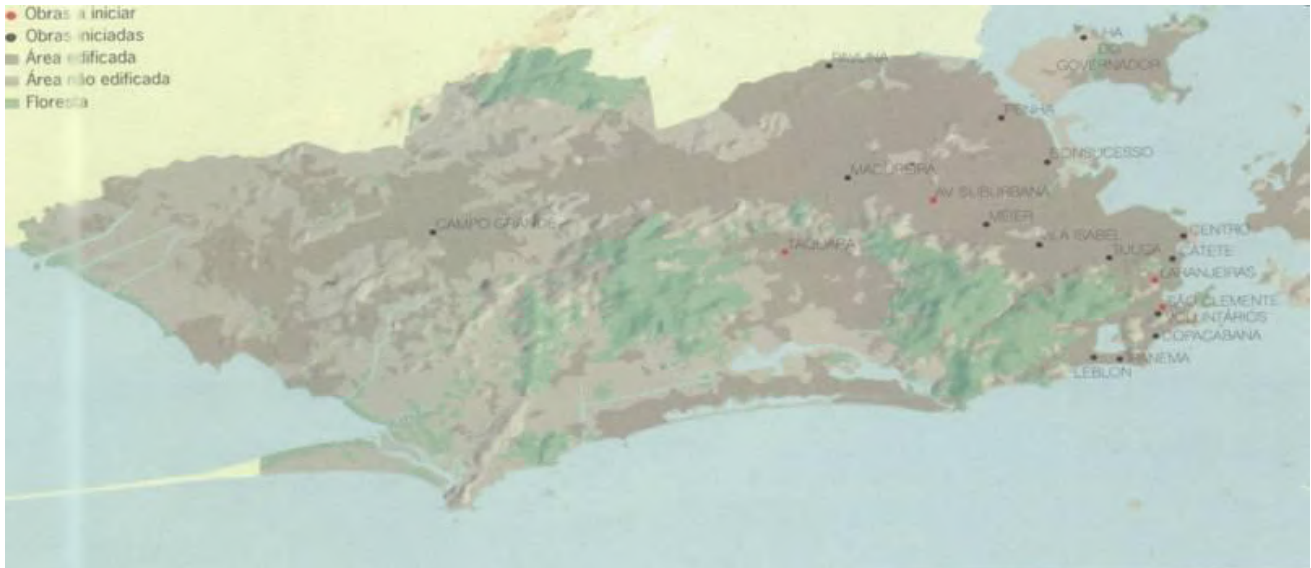 Obras a iniciar
Obras iniciadas
Área edificada
Área não edificada
Floresta
ILHA
DO
GOVERNADOR
PAVUNA
PENHA
BONSUCESSO
MADUREIRA
AV. SUBURBANA
MÉIER
CAMPO GRANDE
VILA ISABEL
CENTRO
TAQUARA
TIJUCA
CATETE
LARANJEIRAS
SÃO CLEMENTE
VOLUNTÁRIOS
COPACABANA
IPANEMA
LEBLON